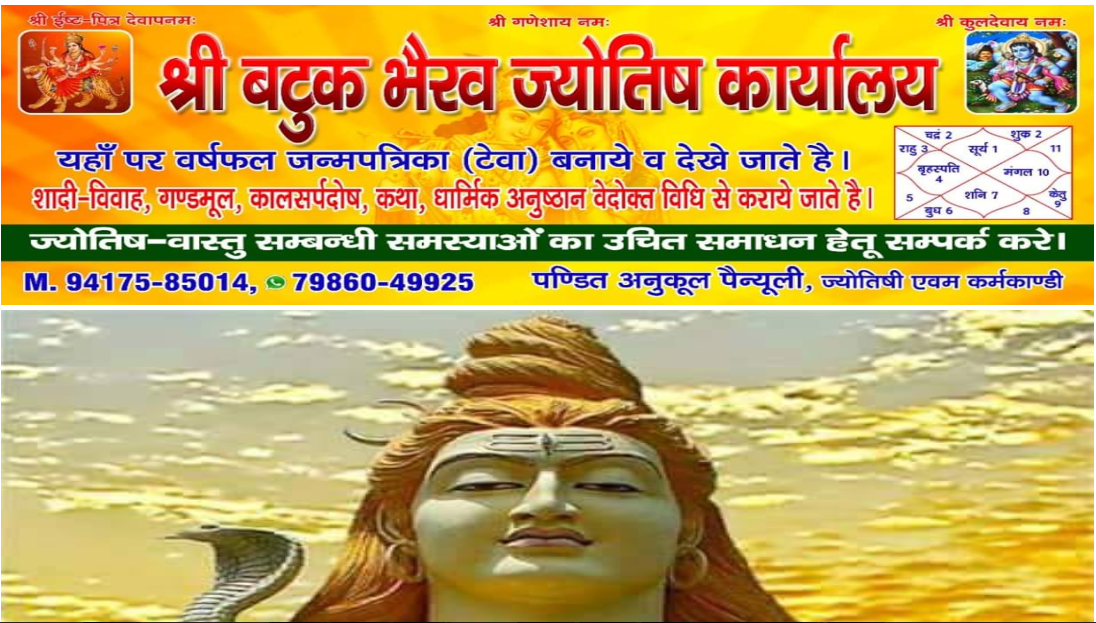 श्री ईष्ट-पित्र देवापनमः श्री गणेशाय नमः श्री कुलदेवाय नमः
श्री बटुक भैरव ज्योतिष कार्यालय
यहाँ पर वर्षफल जन्मपत्रिका (टेवा) बनाये व देखे जाते है।
शादी-विवाह, गण्डमूल, कालसर्पदोष, कथा, धार्मिक अनुष्ठान वेदोक्त विधि से कराये जाते है।
चद्रं 2 शुक्र 2
राहु 3 सूर्य 1 11
बृहस्पति 4 मंगल 10
5 शनि 7 केतु 9
बुध 6 8
ज्योतिष-वास्तु सम्बन्धी समस्याओं का उचित समाधन हेतू सम्पर्क करे।
M. 94175-85014, 79860-49925 पण्डित अनुकूल पैन्यूली, ज्योतिषी एवम कर्मकाण्डी